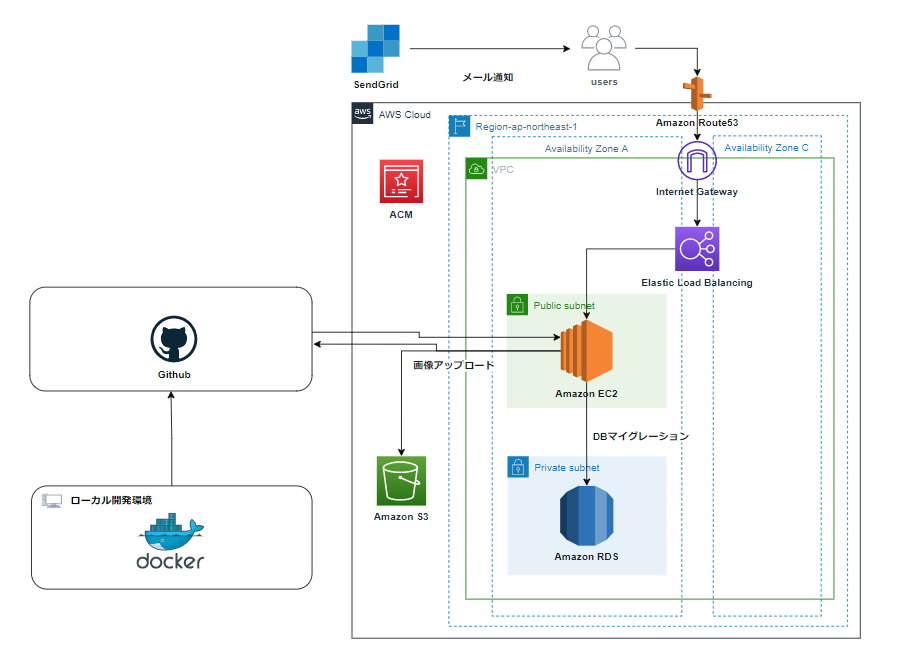 SendGrid
メール通知
users
Amazon Route53
aws
AWS Cloud
Region-ap-northeast-1
Availability Zone A
Availability Zone C
VPC
Internet Gateway
ACM
Elastic Load Balancing
Public subnet
Github
画像アップロード
Amazon EC2
DBマイグレーション
Private subnet
Amazon S3
Amazon RDS
ローカル開発環境
docker